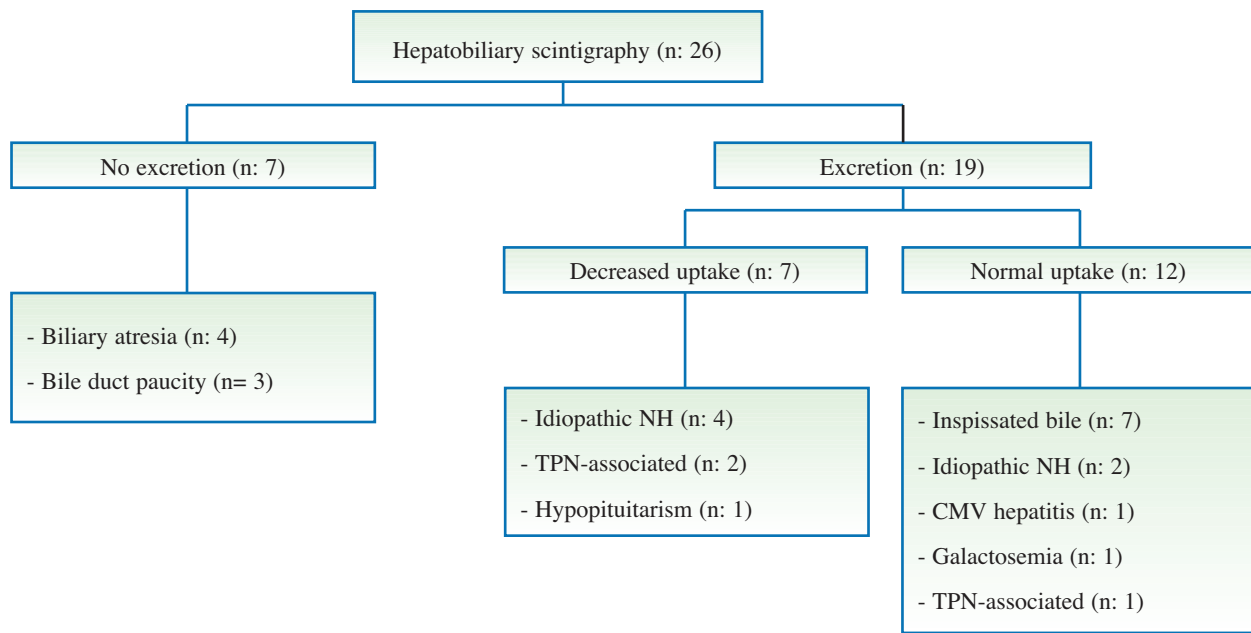 Hepatobiliary scintigraphy (n: 26)
No excretion (n: 7)
Excretion (n: 19)
Decreased uptake (n: 7)
Normal uptake (n: 12)
- Biliary atresia (n: 4)
- Bile duct paucity (n= 3)
- Idiopathic NH (n: 4)
- TPN-associated (n: 2)
- Hypopituitarism (n: 1)
- Inspissated bile (n: 7)
- Idiopathic NH (n: 2)
- CMV hepatitis (n: 1)
- Galactosemia (n: 1)
- TPN-associated (n: 1)